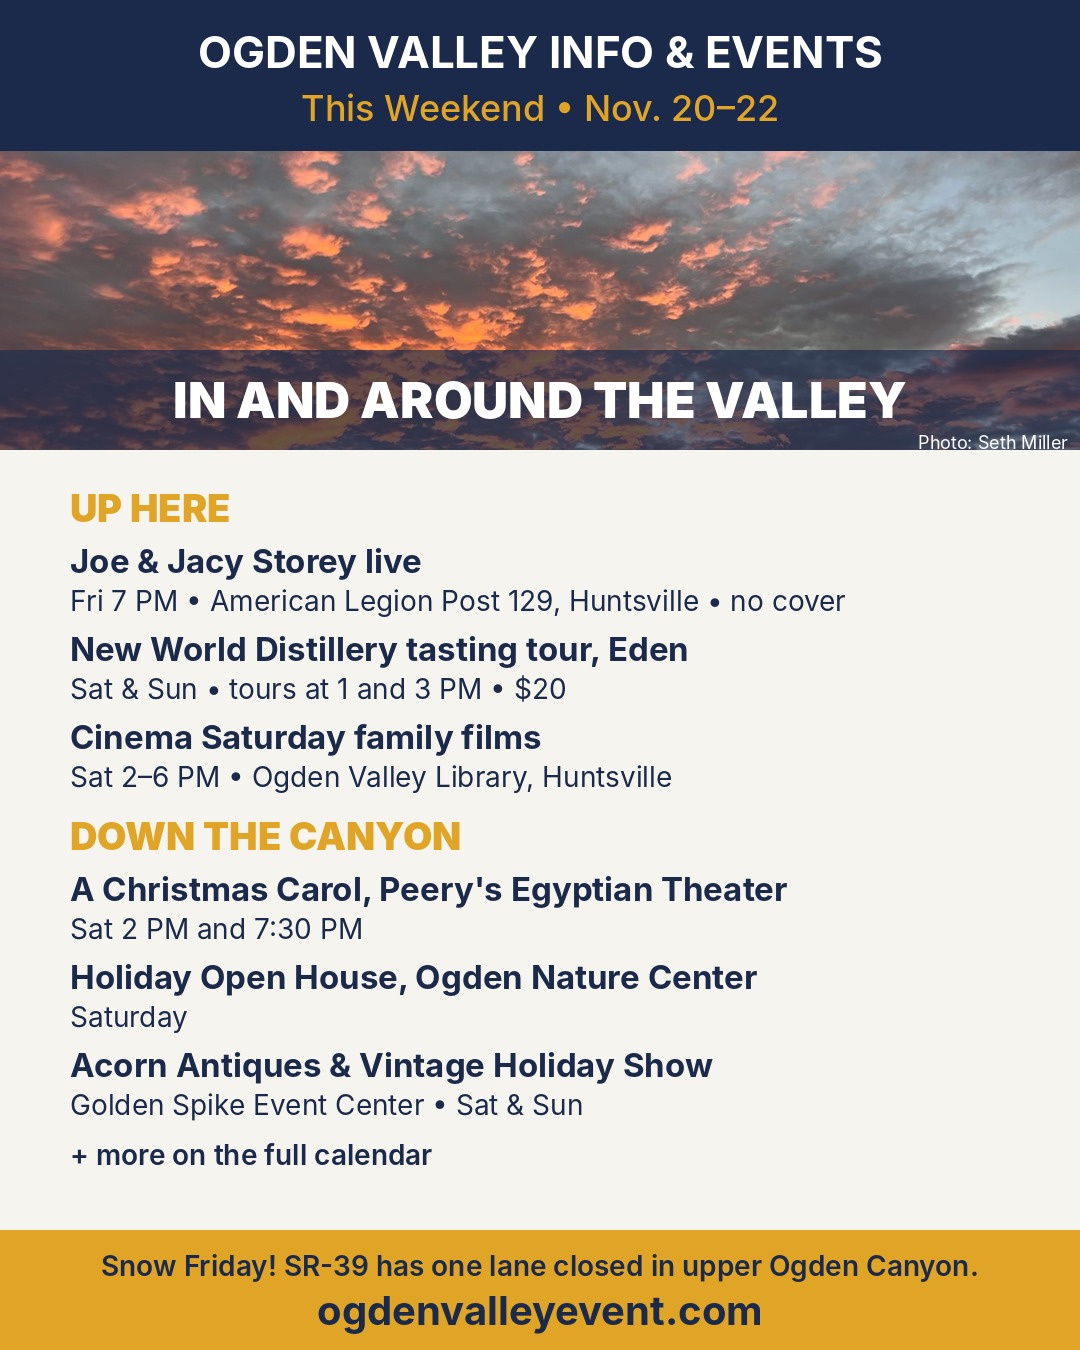 OGDEN VALLEY INFO & EVENTS
This Weekend • Nov. 20–22
IN AND AROUND THE VALLEY
Photo: Seth Miller
UP HERE
Joe & Jacy Storey live
Fri 7 PM • American Legion Post 129, Huntsville • no cover
New World Distillery tasting tour, Eden
Sat & Sun • tours at 1 and 3 PM • $20
Cinema Saturday family films
Sat 2–6 PM • Ogden Valley Library, Huntsville
DOWN THE CANYON
A Christmas Carol, Peery's Egyptian Theater
Sat 2 PM and 7:30 PM
Holiday Open House, Ogden Nature Center
Saturday
Acorn Antiques & Vintage Holiday Show
Golden Spike Event Center • Sat & Sun
+ more on the full calendar
Snow Friday! SR-39 has one lane closed in upper Ogden Canyon.
ogdenvalleyevent.com